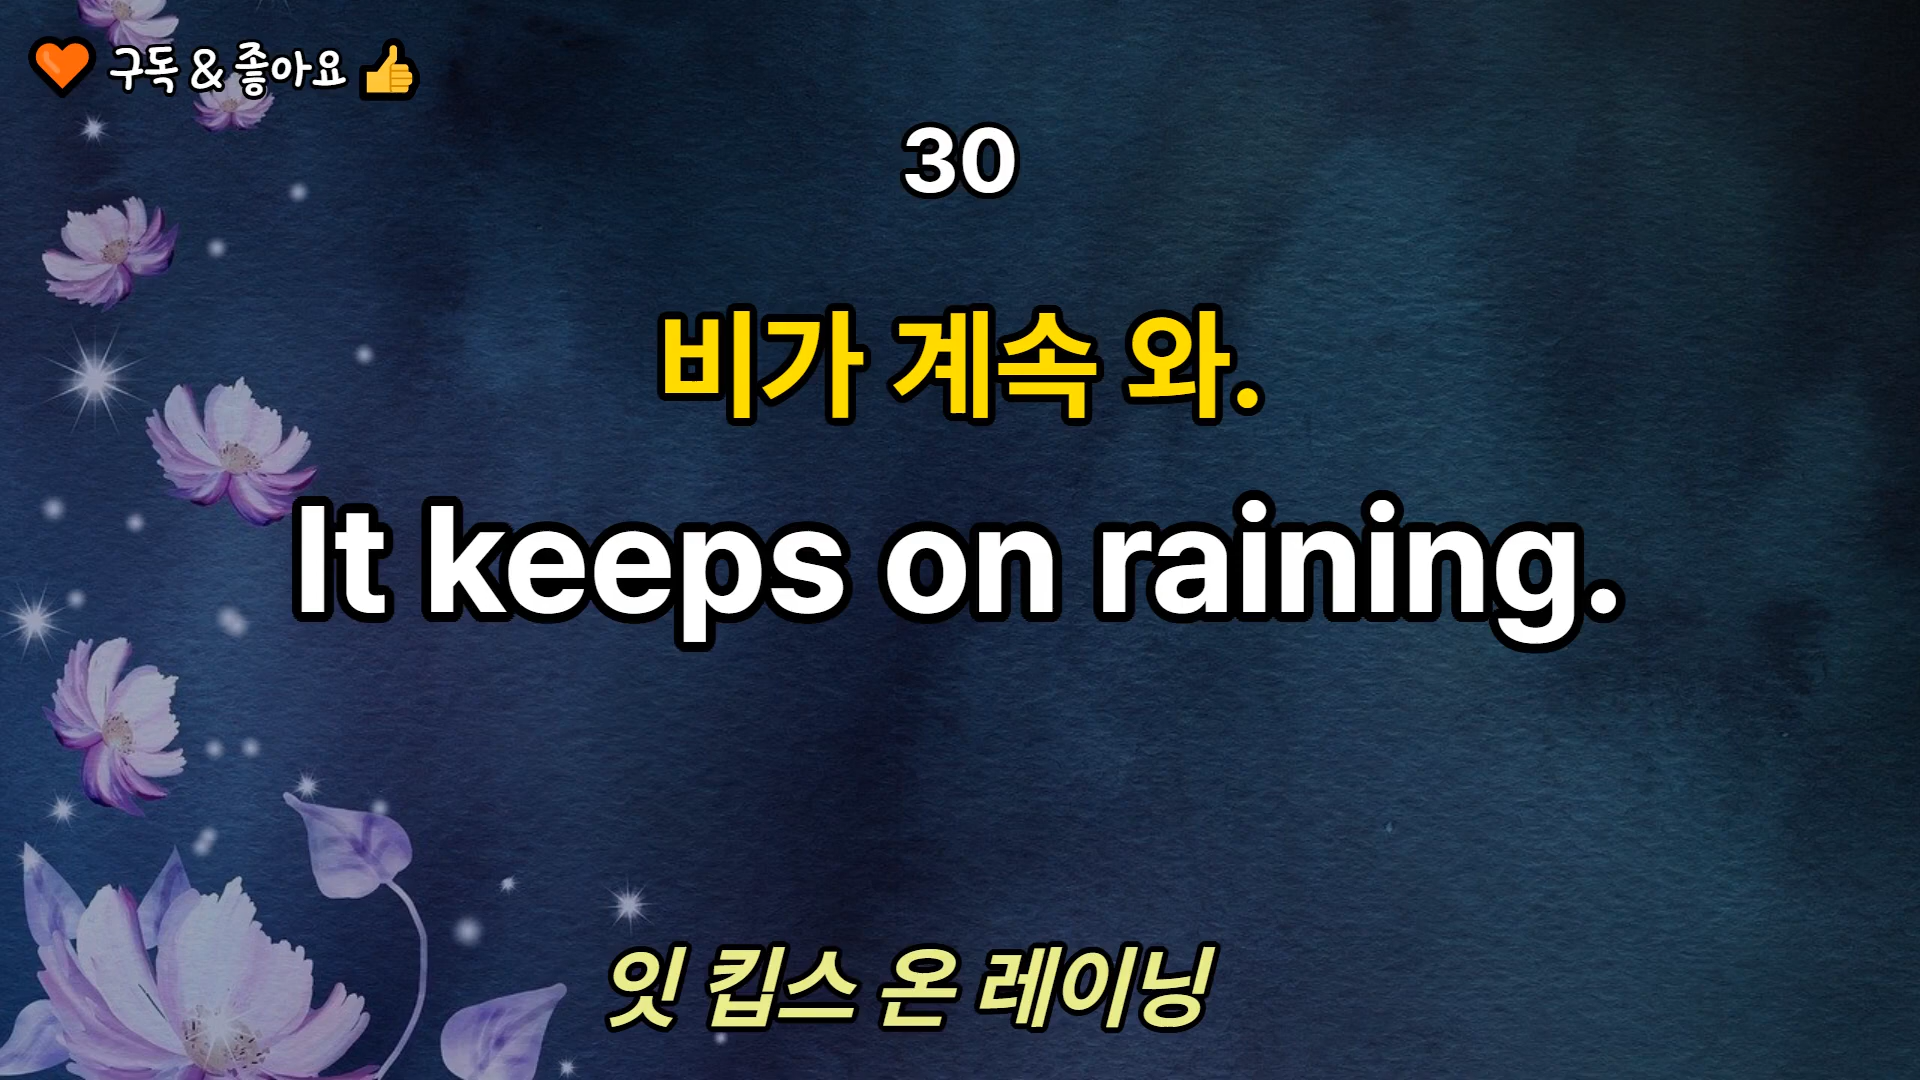 🧡 구독 & 좋아요 👍
30
비가 계속 와.
It keeps on raining.
잇 킵스 온 레이닝